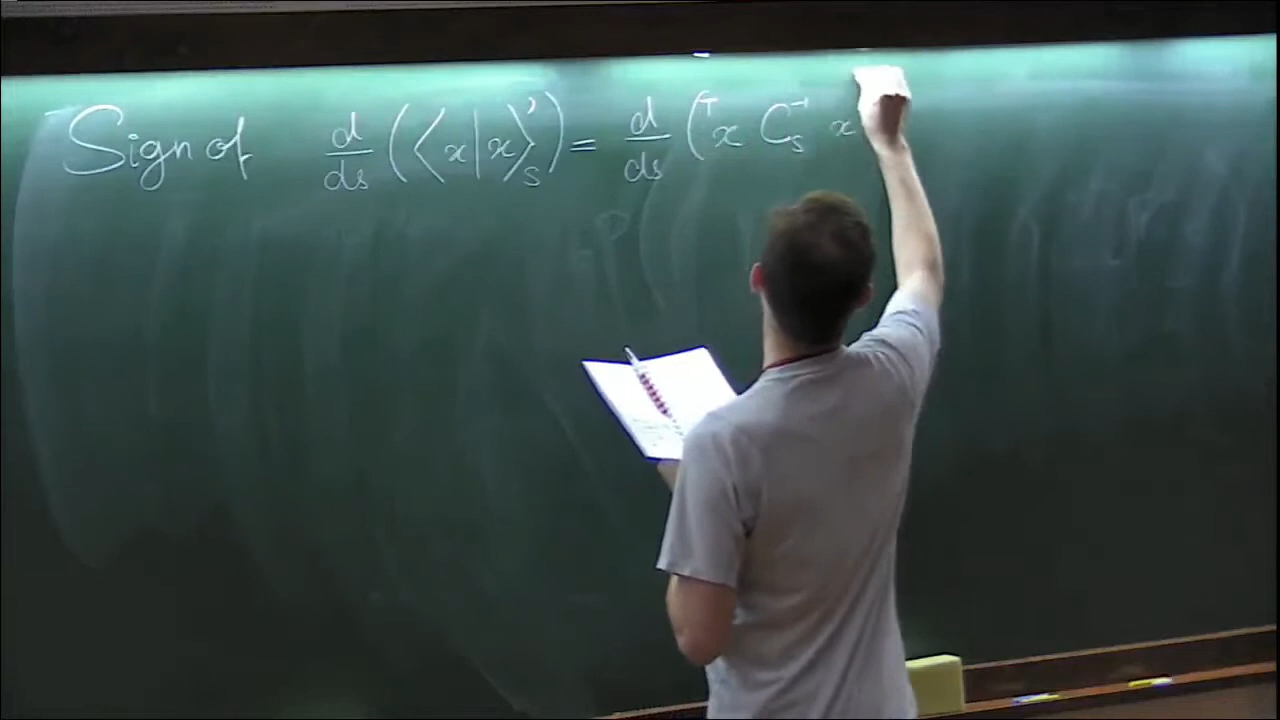 Sign of d/ds (⟨x|x⟩'_S) = d/ds (ᵀx C_s⁻¹ x